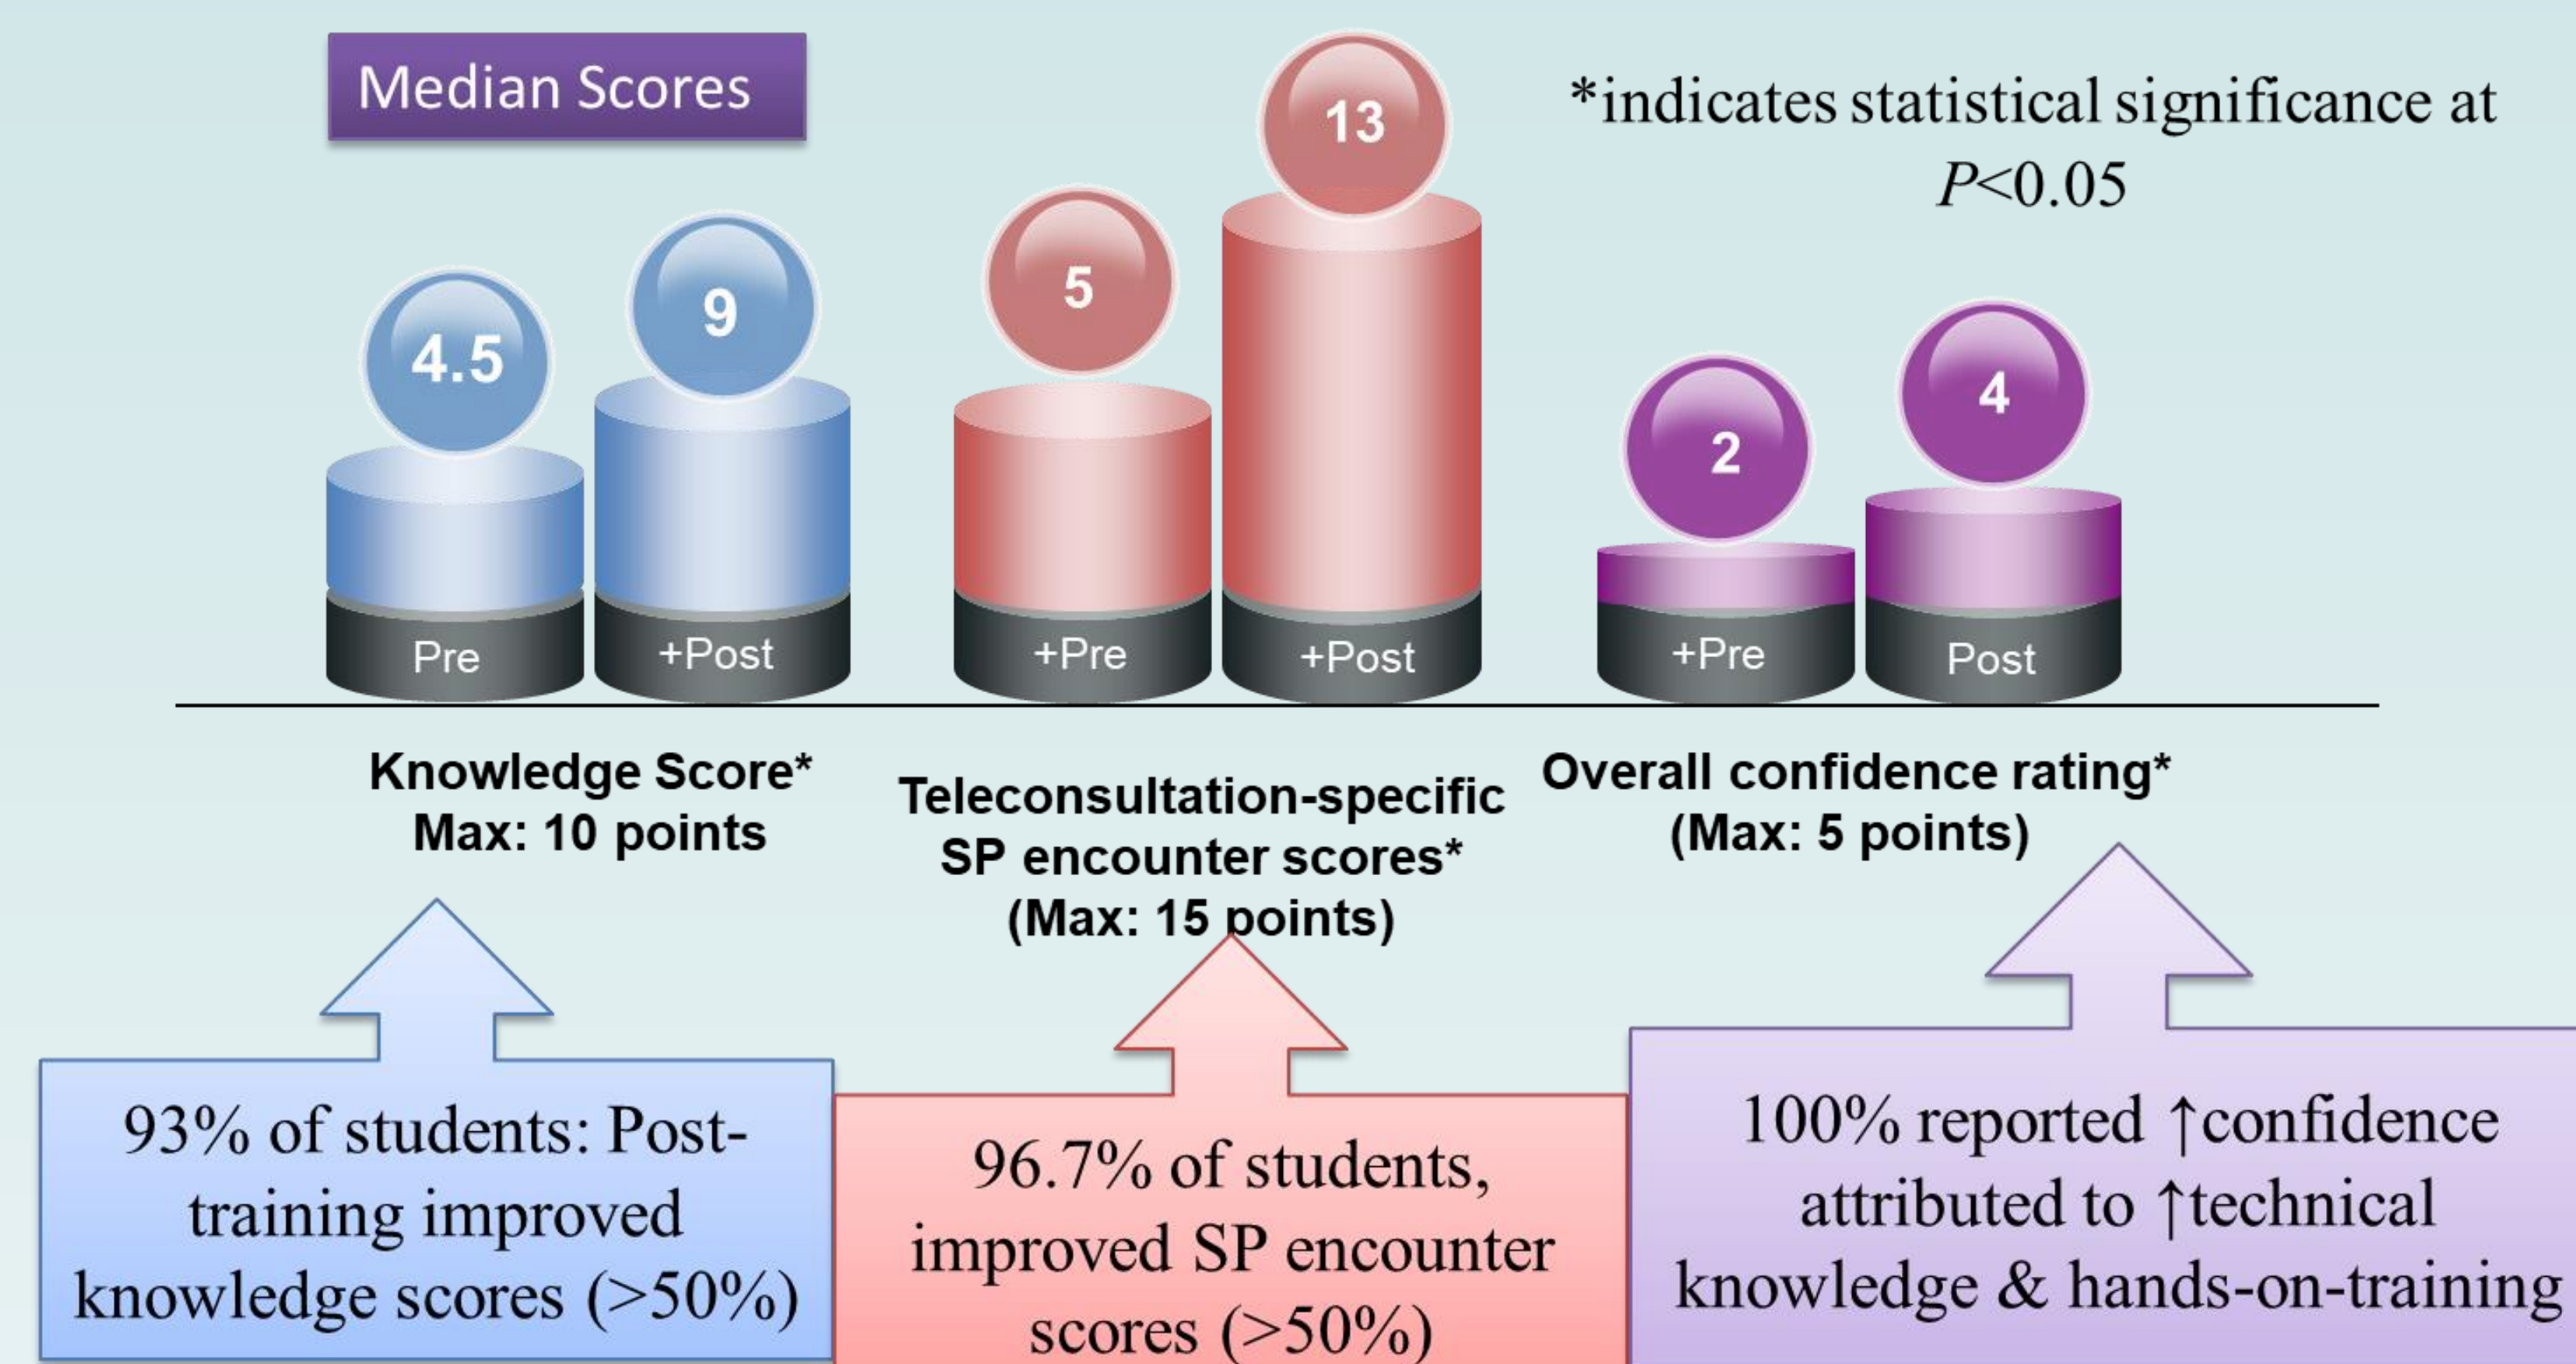 Median Scores
*indicates statistical significance at
P<0.05
4.5
9
5
13
2
4
Pre
+Post
+Pre
+Post
+Pre
Post
Knowledge Score*
Max: 10 points
Teleconsultation-specific
SP encounter scores*
(Max: 15 points)
Overall confidence rating*
(Max: 5 points)
93% of students: Post-
training improved
knowledge scores (>50%)
96.7% of students,
improved SP encounter
scores (>50%)
100% reported ↑confidence
attributed to ↑technical
knowledge & hands-on-training